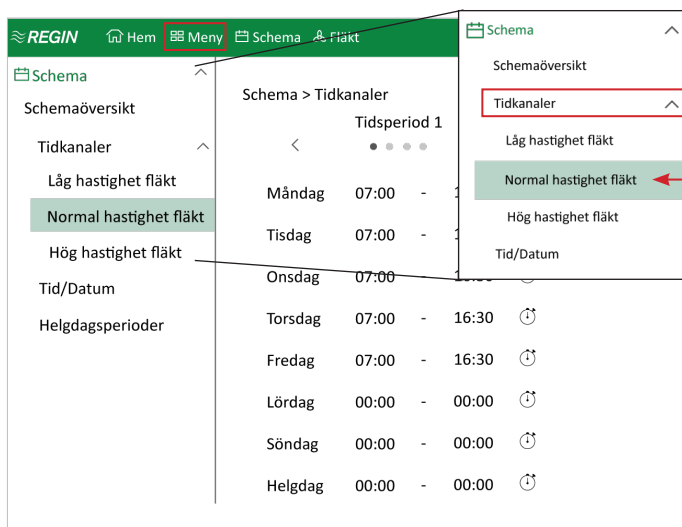 REGIN Hem Meny Schema Fläkt
Schema
Schemaöversikt
Tidkanaler
Låg hastighet fläkt
Normal hastighet fläkt
Hög hastighet fläkt
Tid/Datum
Helgdagsperioder
Schema > Tidkanaler
Tidsperiod 1
Måndag 07:00 -
Tisdag 07:00 -
Onsdag 07:00 -
Torsdag 07:00 - 16:30
Fredag 07:00 - 16:30
Lördag 00:00 - 00:00
Söndag 00:00 - 00:00
Helgdag 00:00 - 00:00
Schema
Schemaöversikt
Tidkanaler
Låg hastighet fläkt
Normal hastighet fläkt
Hög hastighet fläkt
Tid/Datum